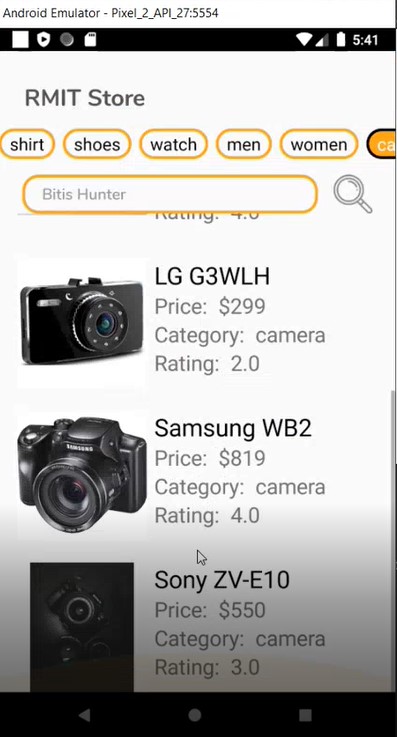 Android Emulator - Pixel_2_API_27:5554
5:41
RMIT Store
shirt
shoes
watch
men
women
ca
Bitis Hunter
Rating: 4.0
LG G3WLH
Price: $299
Category: camera
Rating: 2.0
SAMSUNG
Samsung WB2
Price: $819
Category: camera
Rating: 4.0
Sony ZV-E10
Price: $550
Category: camera
Rating: 3.0